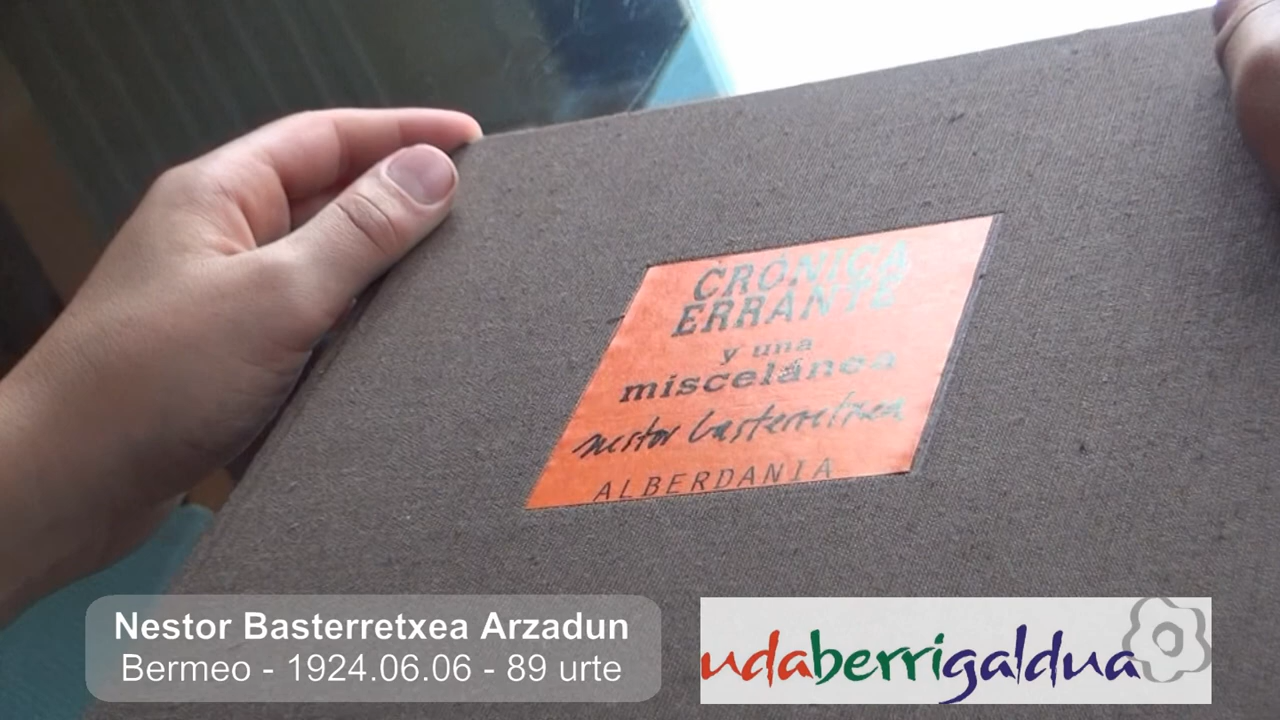 CRÓNICA
ERRANTE
y una
miscelánea
nestor basterretxea
ALBERDANIA
Nestor Basterretxea Arzadun
Bermeo - 1924.06.06 - 89 urte
udaberrigaldua